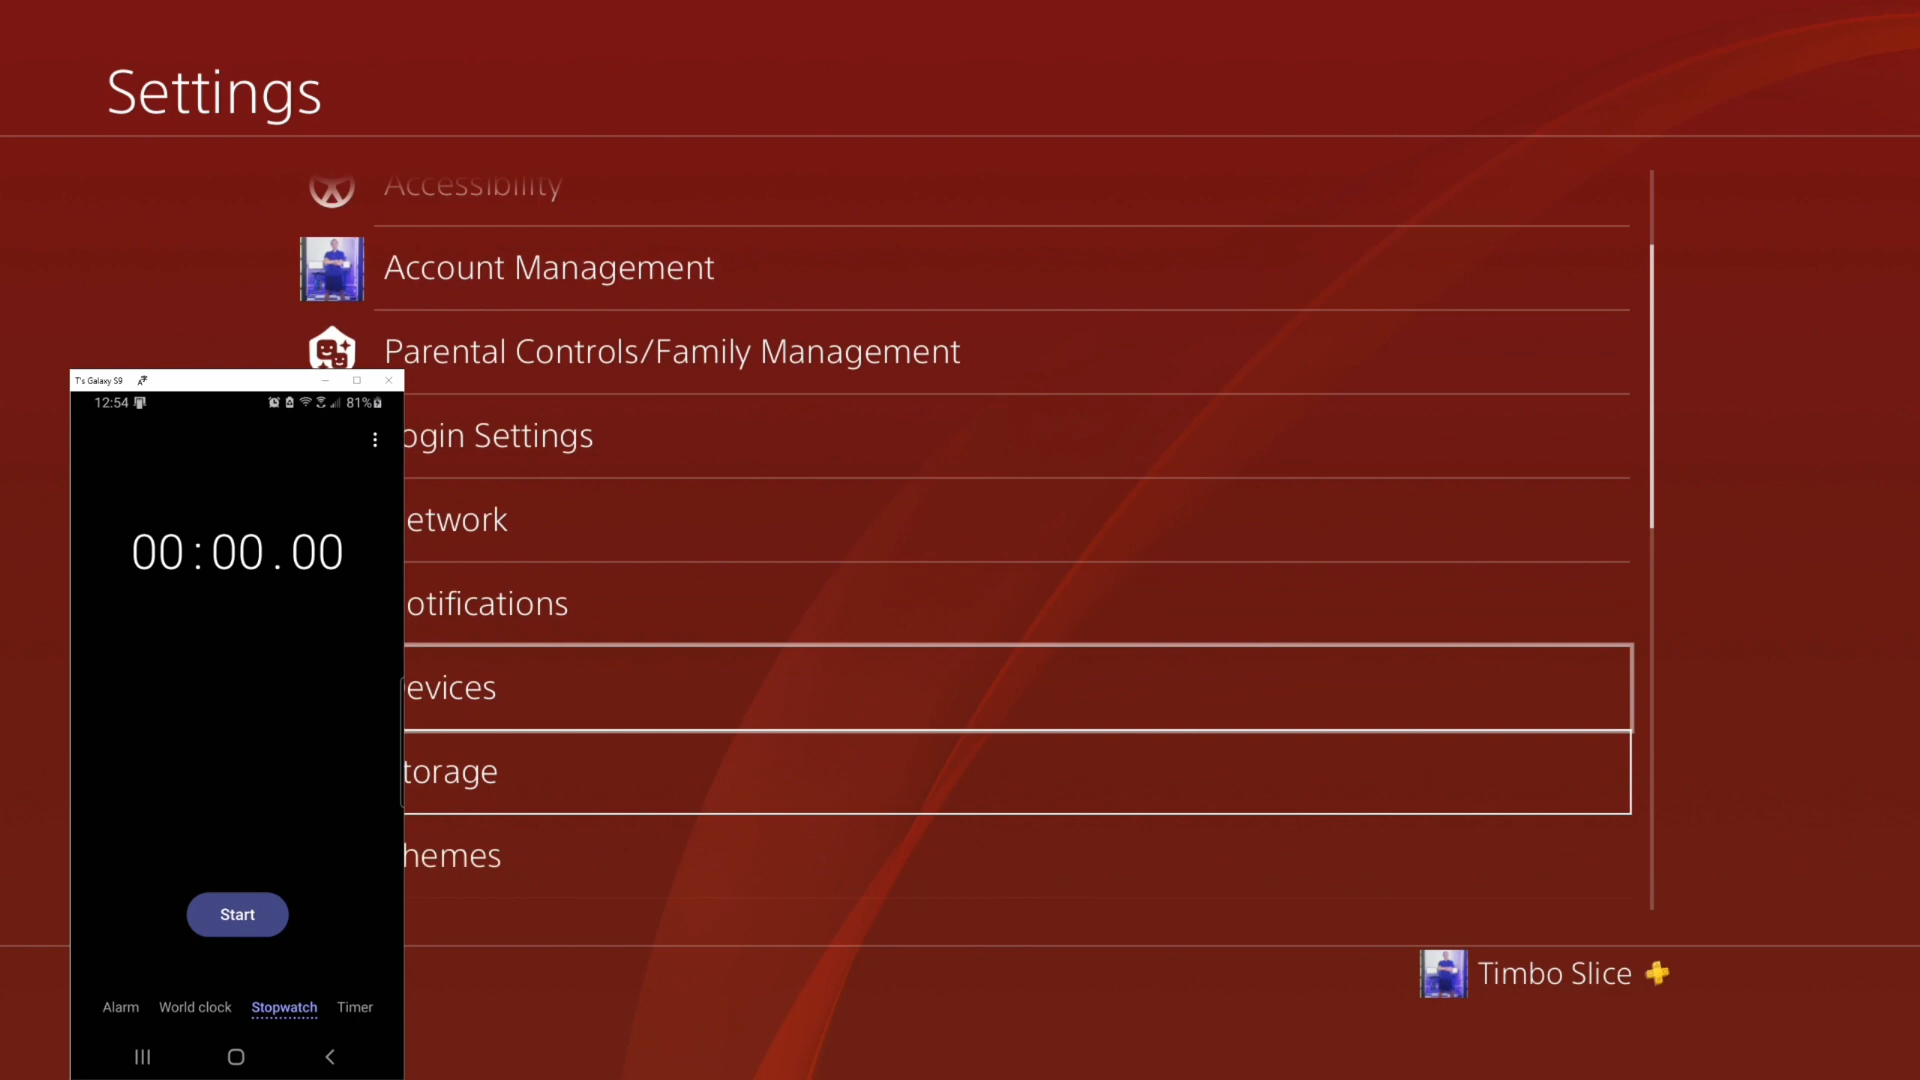 Settings
Accessibility
Account Management
Parental Controls/Family Management
ogin Settings
etwork
otifications
evices
torage
hemes
Timbo Slice
T's Galaxy S9
12:54
81%
00:00.00
Start
Alarm World clock Stopwatch Timer